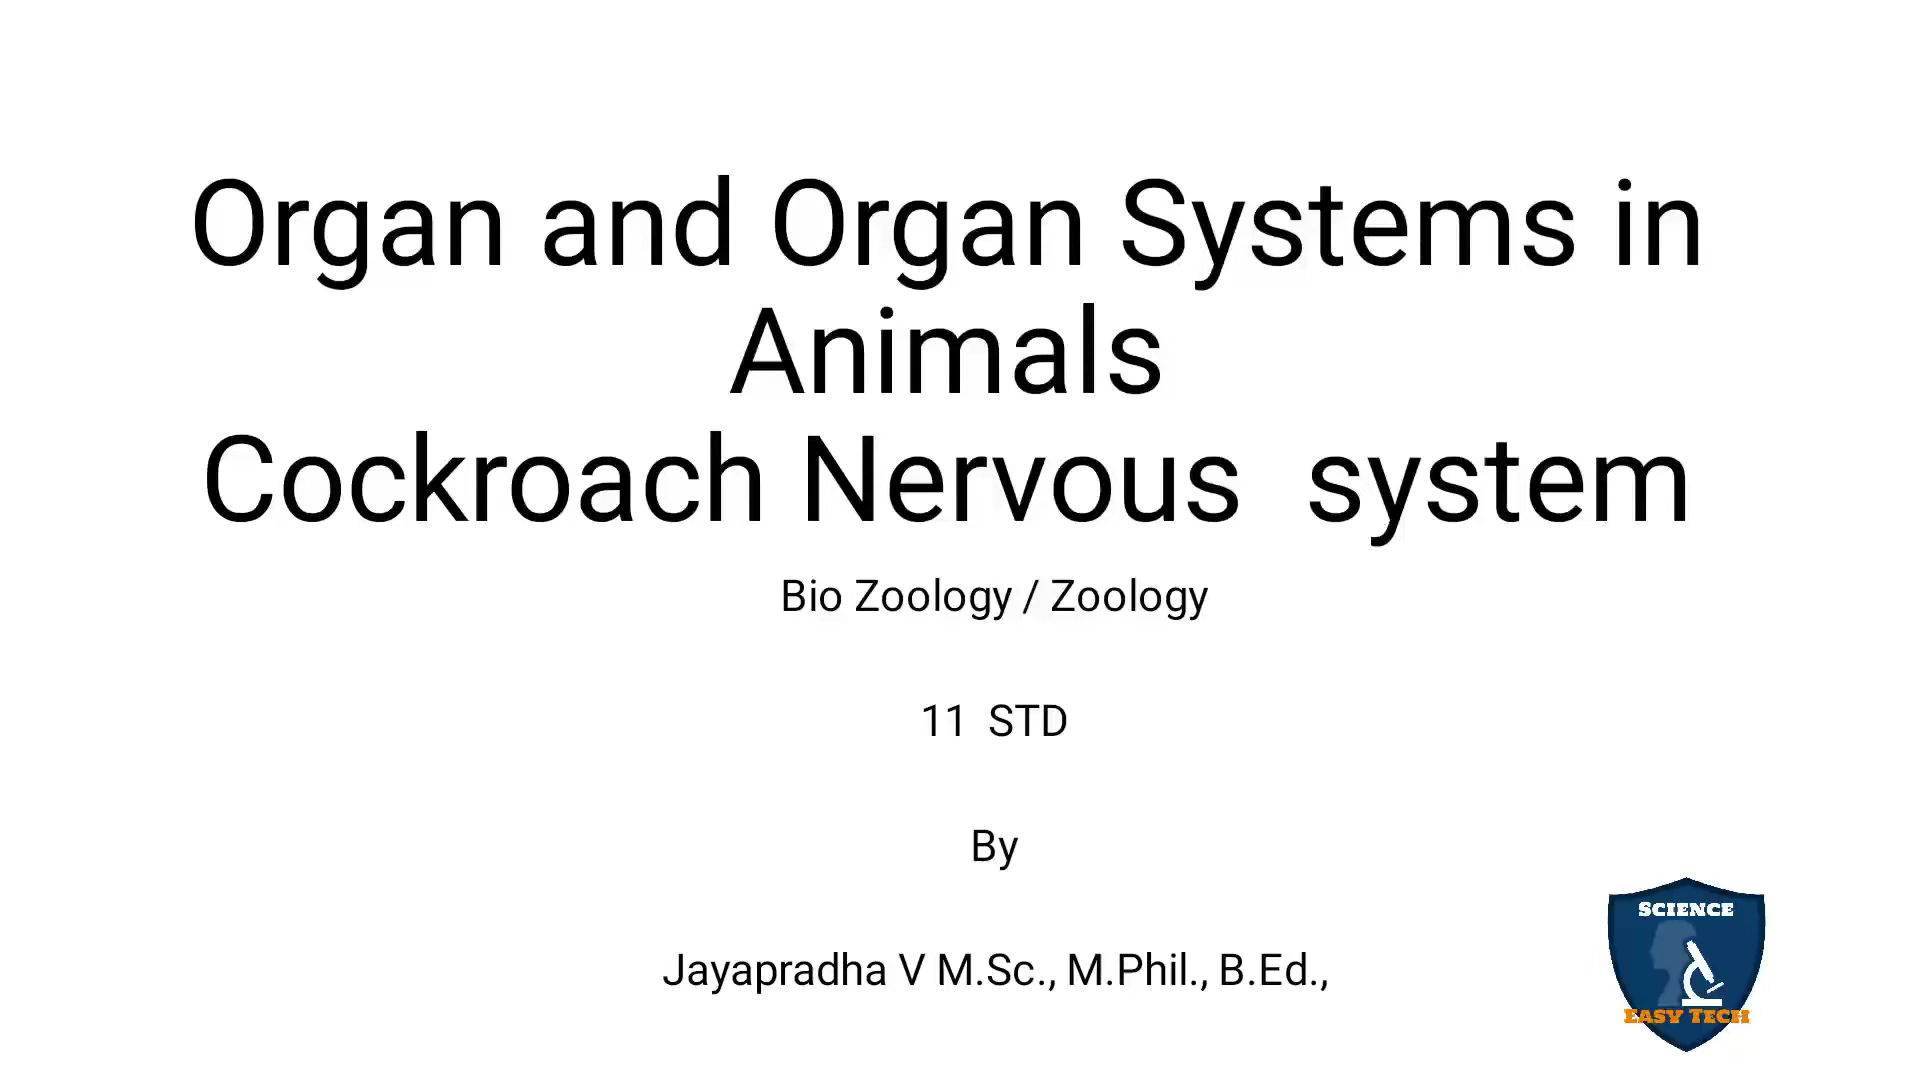 Organ and Organ Systems in
Animals
Cockroach Nervous  system
Bio Zoology / Zoology
11  STD
By
Jayapradha V M.Sc., M.Phil., B.Ed.,
SCIENCE
EASY TECH